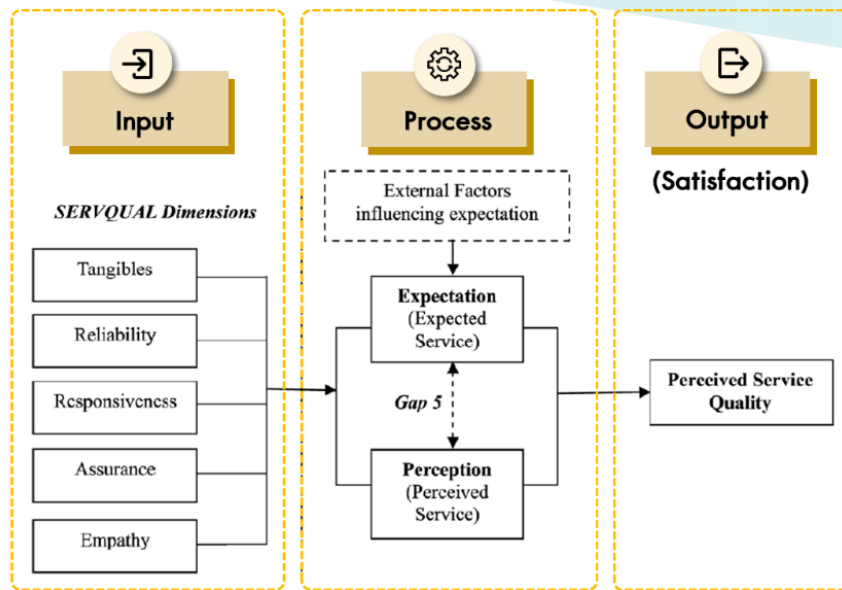 Input
Process
Output
(Satisfaction)
SERVQUAL Dimensions
Tangibles
Reliability
Responsiveness
Assurance
Empathy
External Factors
influencing expectation
Expectation
(Expected
Service)
Gap 5
Perception
(Perceived
Service)
Perceived Service
Quality